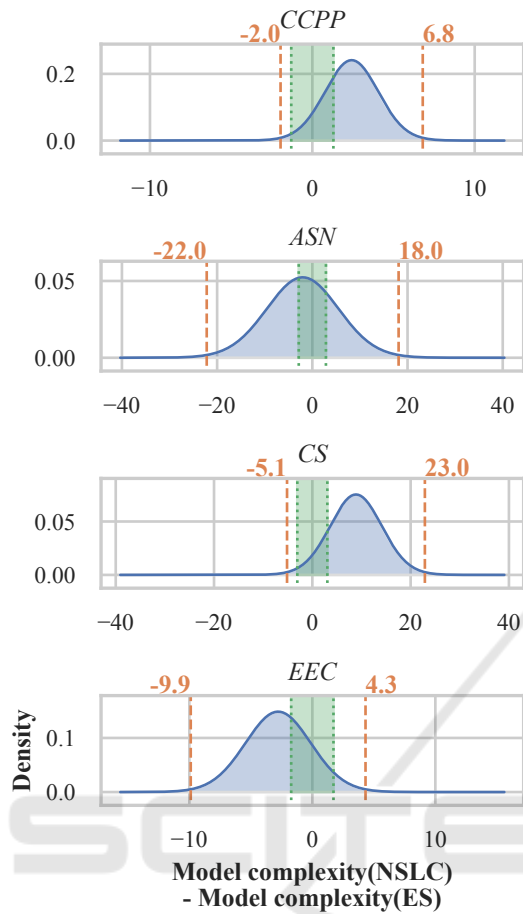 CCPP
-2.0 6.8
0.2
0.0
−10 0 10
ASN
-22.0 18.0
0.05
0.00
−40 −20 0 20 40
CS
-5.1 23.0
0.05
0.00
−40 −20 0 20 40
EEC
-9.9 4.3
Density
0.1
0.0
−10 0 10
Model complexity(NSLC)
- Model complexity(ES)
SCITE